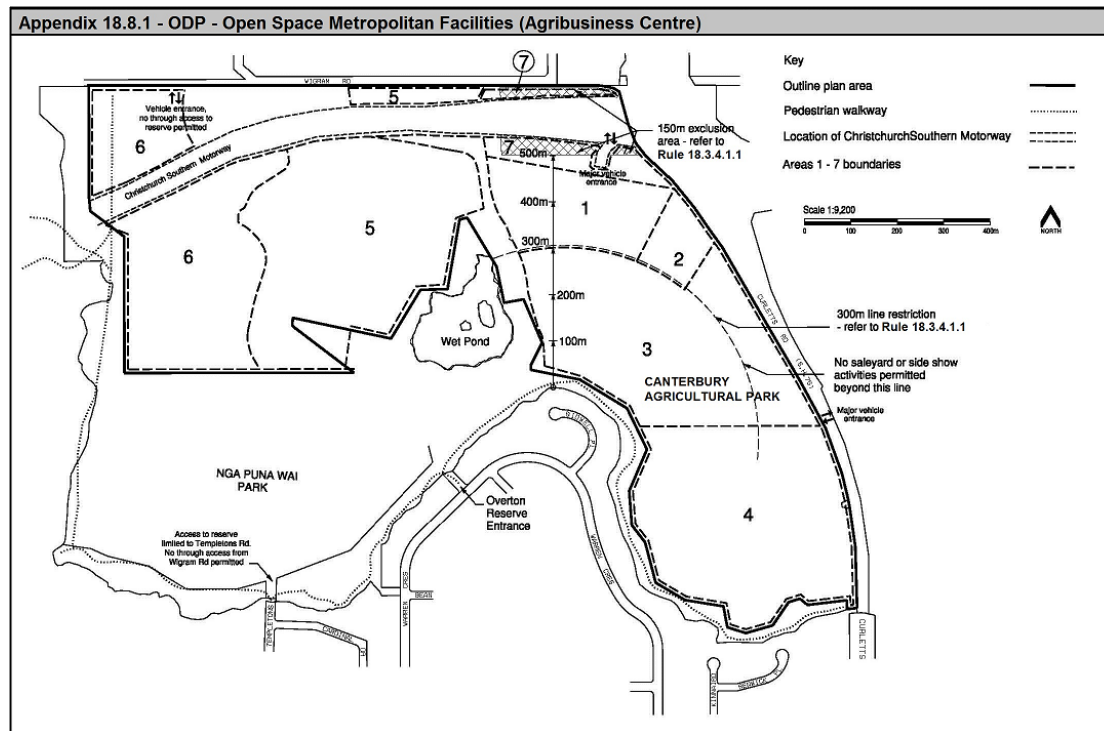 Appendix 18.8.1 - ODP - Open Space Metropolitan Facilities (Agribusiness Centre)
WIGRAM RD
7
Key
Outline plan area
Pedestrian walkway
Location of ChristchurchSouthern Motorway
Areas 1 - 7 boundaries
Scale 1:9,200
0 100 200 300 400m
NORTH
Vehicle entrance,
no through access to
reserve permitted
5
6
Christchurch Southern Motorway
7
150m exclusion
area - refer to
Rule 18.3.4.1.1
500m
Major vehicle
entrance
400m
1
300m
5
6
2
200m
CURLETTS RD (S.H.75)
300m line restriction
- refer to Rule 18.3.4.1.1
Wet Pond
100m
3
No saleyard or side show
activities permitted
beyond this line
CANTERBURY
AGRICULTURAL PARK
Major vehicle
entrance
NGA PUNA WAI
PARK
Overton
Reserve
Entrance
4
Access to reserve
limited to Templetons Rd.
No through access from
Wigram Rd permitted
WARREN CRES
WARREN CRES
TEMPLETONS
CURLETTS